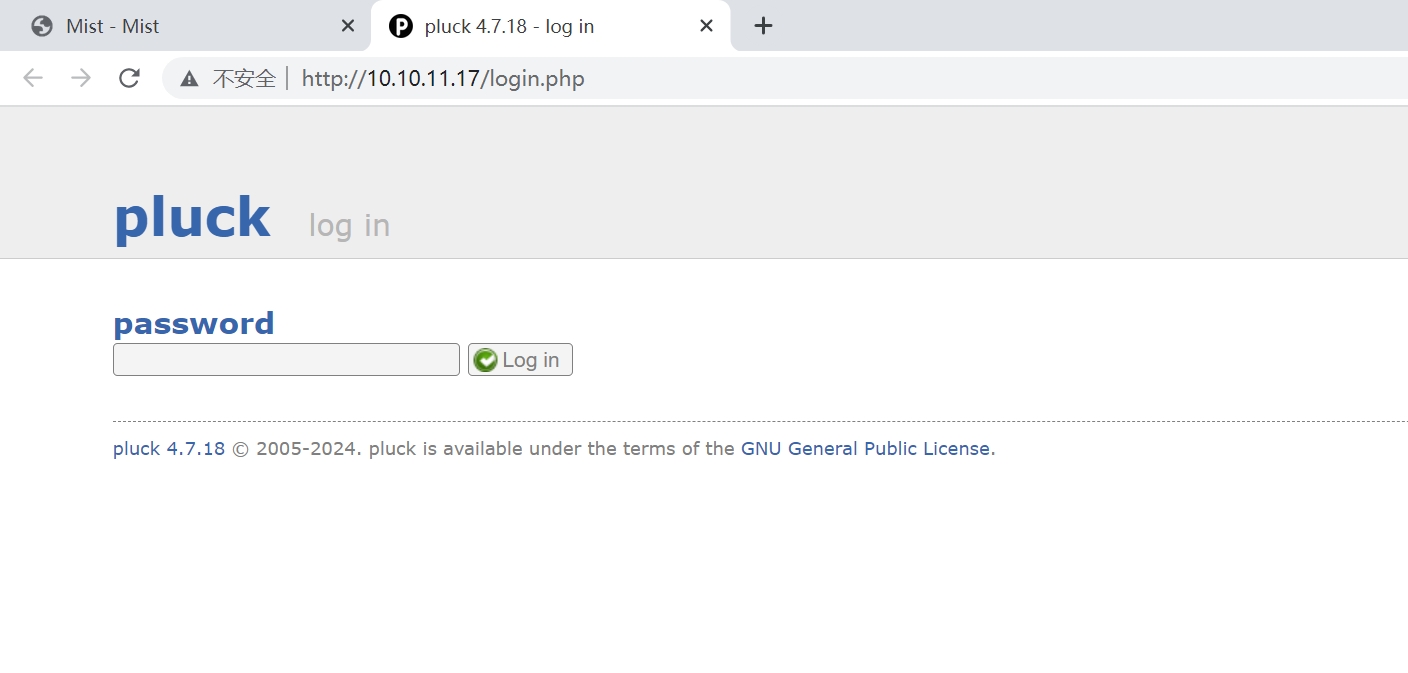 Mist - Mist
pluck 4.7.18 - log in
不安全 http://10.10.11.17/login.php
pluck log in
password
Log in
pluck 4.7.18 © 2005-2024. pluck is available under the terms of the GNU General Public License.